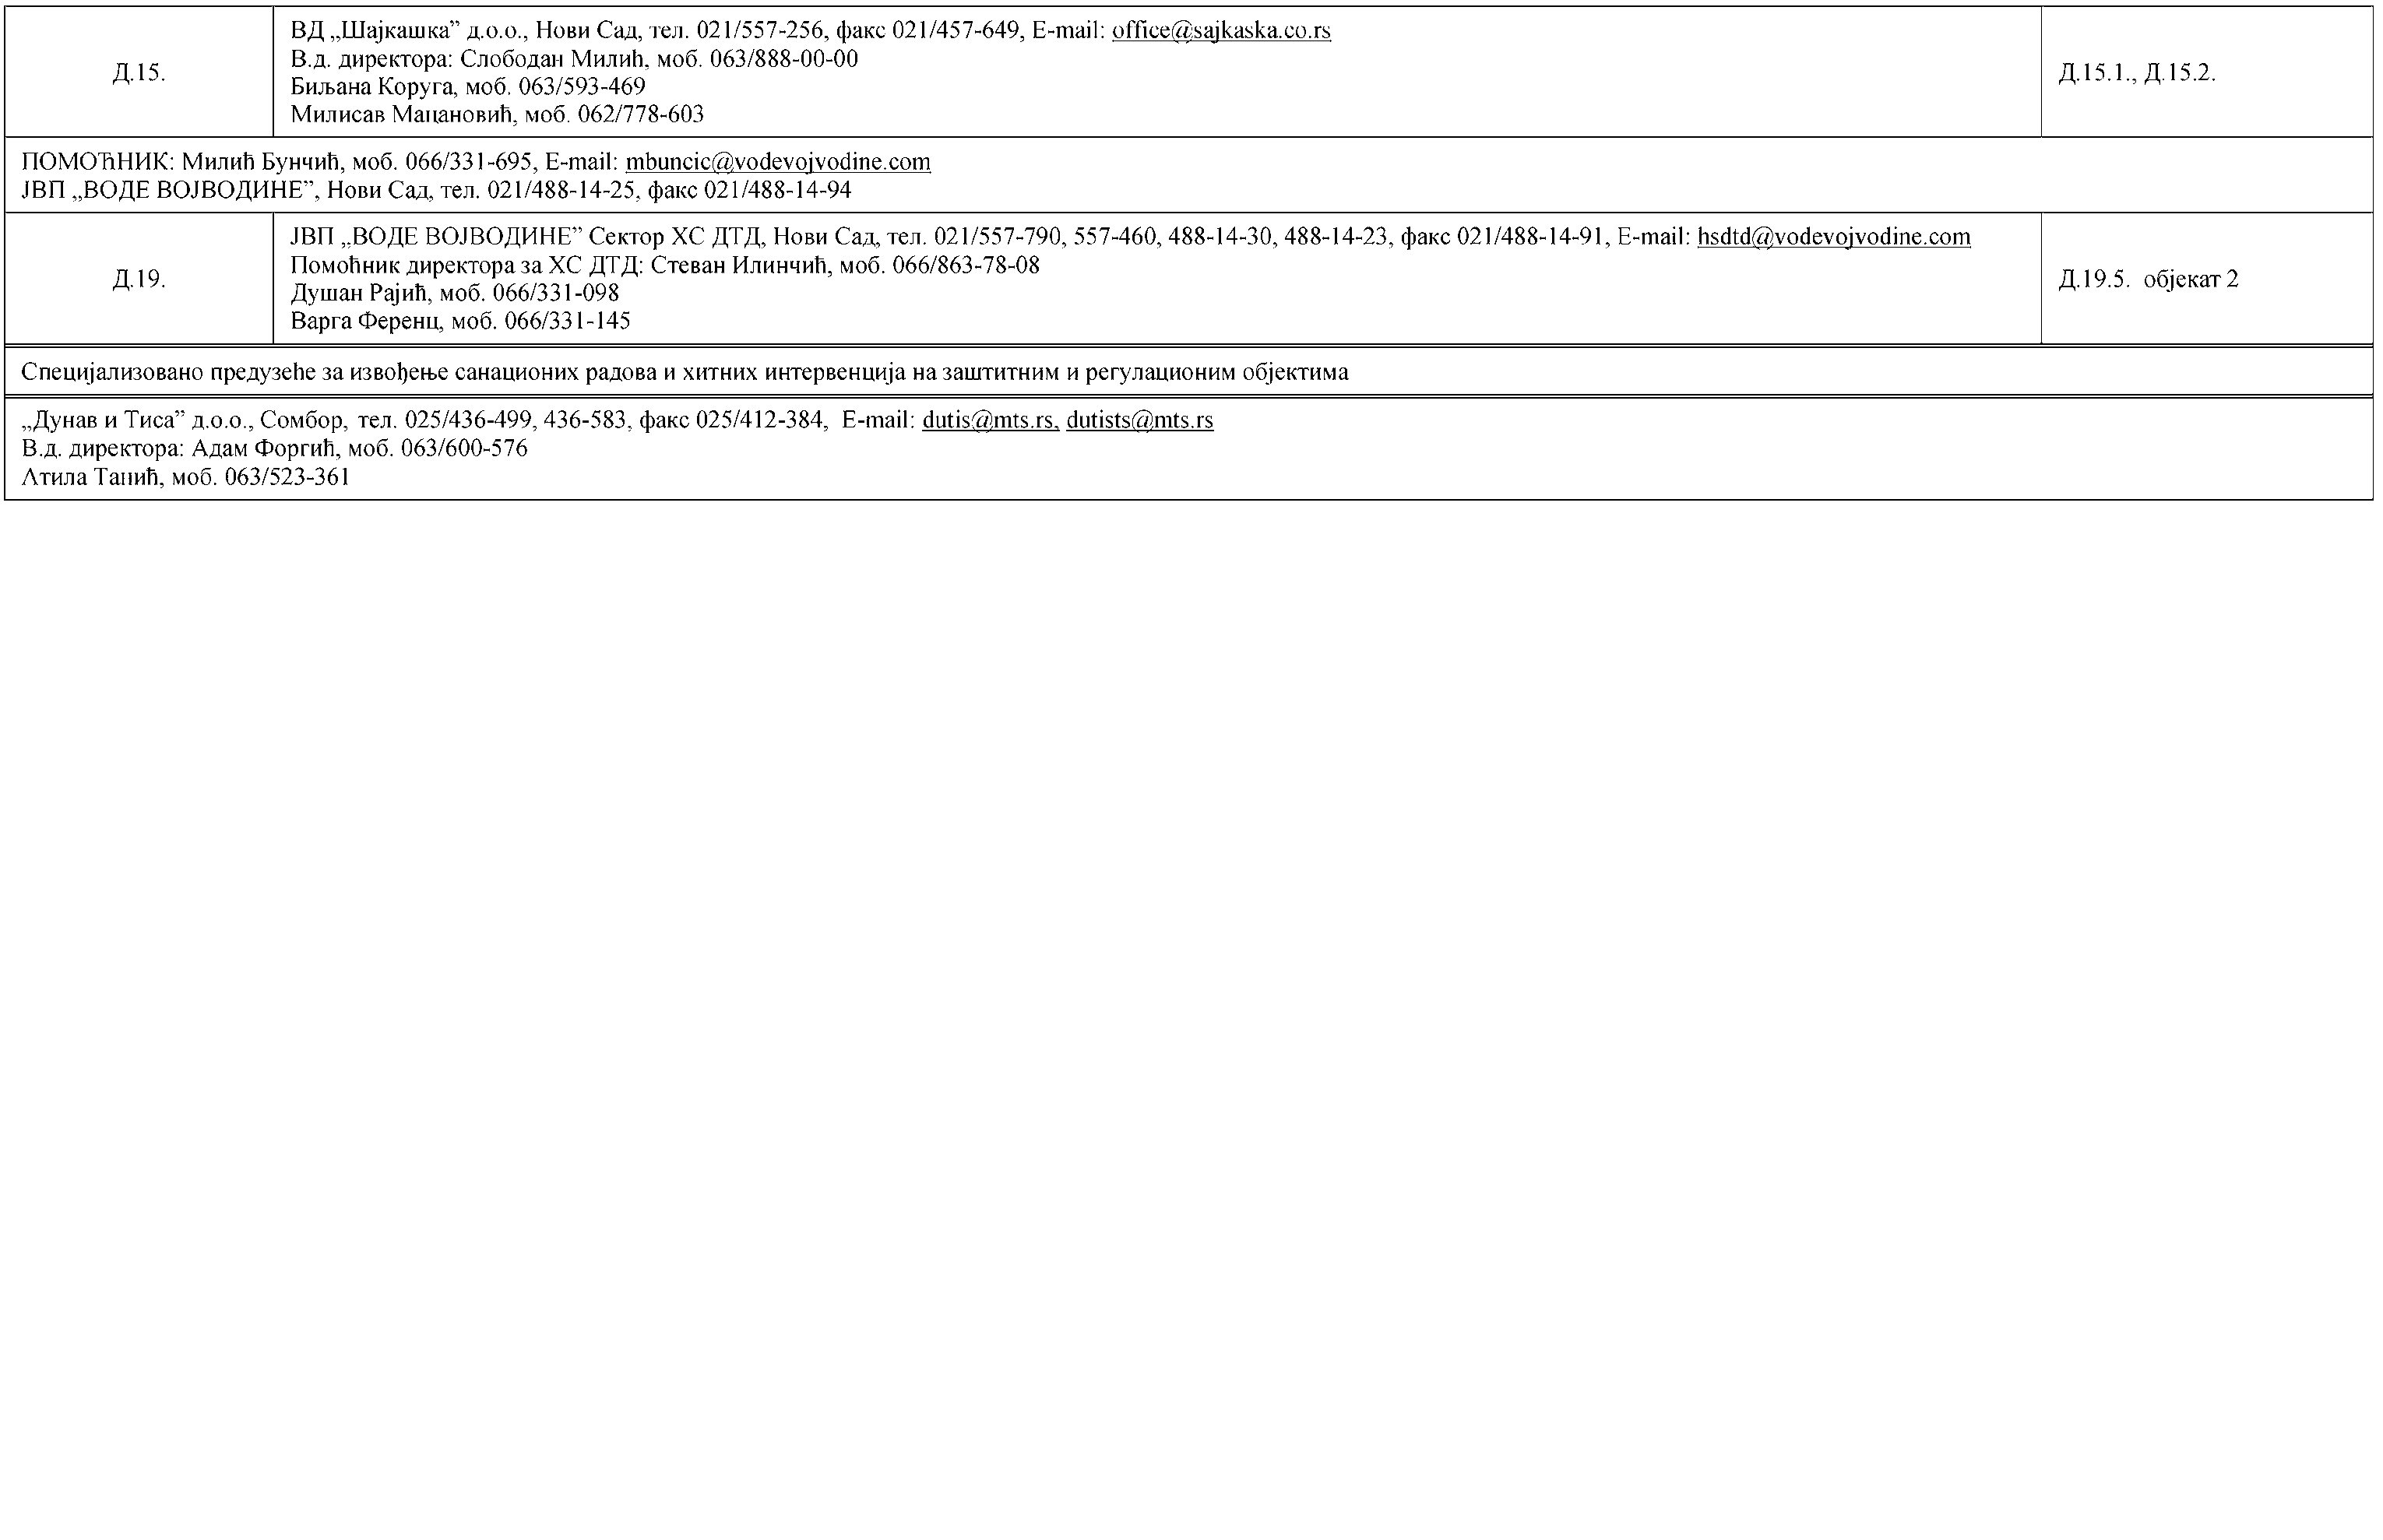 Д.15.
ВД „Шајкашка” д.о.о., Нови Сад, тел. 021/557-256, факс 021/457-649, E-mail: office@sajkaska.co.rs
В.д. директора: Слободан Милић, моб. 063/888-00-00
Биљана Коруга, моб. 063/593-469
Милисав Мацановић, моб. 062/778-603
Д.15.1., Д.15.2.
ПОМОЋНИК: Милић Бунчић, моб. 066/331-695, E-mail: mbuncic@vodevojvodine.com
ЈВП „ВОДЕ ВОЈВОДИНЕ”, Нови Сад, тел. 021/488-14-25, факс 021/488-14-94
Д.19.
ЈВП „ВОДЕ ВОЈВОДИНЕ” Сектор ХС ДТД, Нови Сад, тел. 021/557-790, 557-460, 488-14-30, 488-14-23, факс 021/488-14-91, E-mail: hsdtd@vodevojvodine.com
Помоћник директора за ХС ДТД: Стеван Илинчић, моб. 066/863-78-08
Душан Рајић, моб. 066/331-098
Варга Ференц, моб. 066/331-145
Д.19.5. објекат 2
Специјализовано предузеће за извођење санационих радова и хитних интервенција на заштитним и регулационим објектима
„Дунав и Тиса” д.о.о., Сомбор, тел. 025/436-499, 436-583, факс 025/412-384, E-mail: dutis@mts.rs, dutists@mts.rs
В.д. директора: Адам Форгић, моб. 063/600-576
Атила Танић, моб. 063/523-361